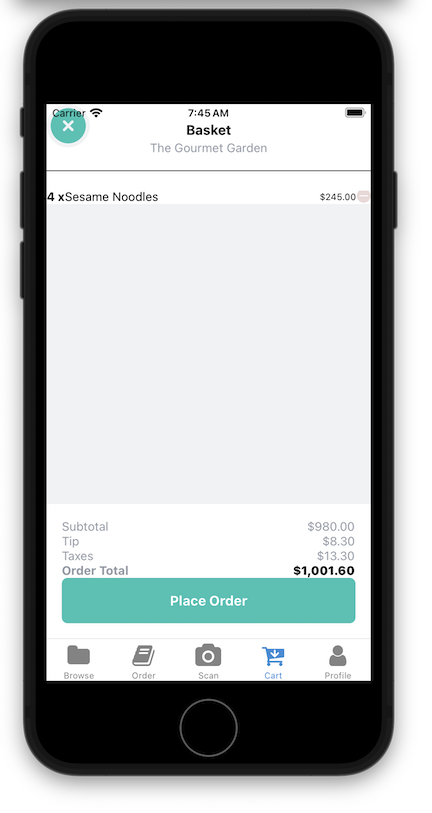 Carrier 7:45 AM
Basket
The Gourmet Garden
4 xSesame Noodles $245.00
Subtotal $980.00
Tip $8.30
Taxes $13.30
Order Total $1,001.60
Place Order
Browse Order Scan Cart Profile